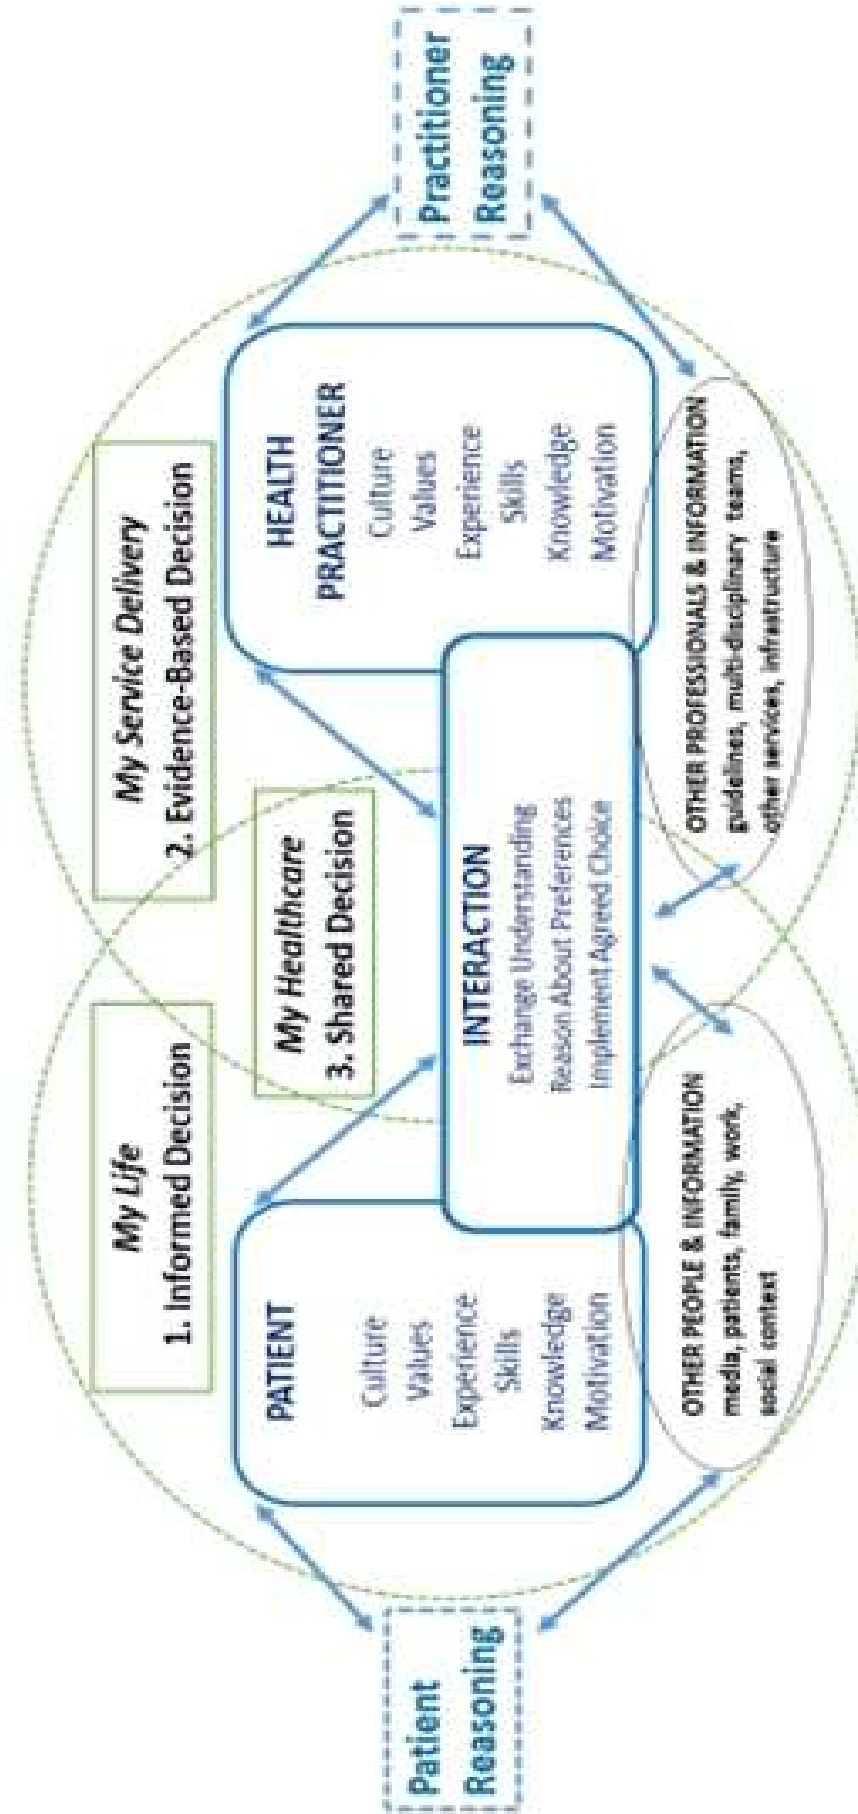 My Life
1. Informed Decision
My Service Delivery
2. Evidence-Based Decision
My Healthcare
3. Shared Decision
Patient
Reasoning
PATIENT
Culture
Values
Experience
Skills
Knowledge
Motivation
INTERACTION
Exchange Understanding
Reason About Preferences
Implement Agreed Choice
HEALTH
PRACTITIONER
Culture
Values
Experience
Skills
Knowledge
Motivation
Practitioner
Reasoning
OTHER PEOPLE & INFORMATION
media, patients, family, work,
social context
OTHER PROFESSIONALS & INFORMATION
guidelines, multi-disciplinary teams,
other services, infrastructure